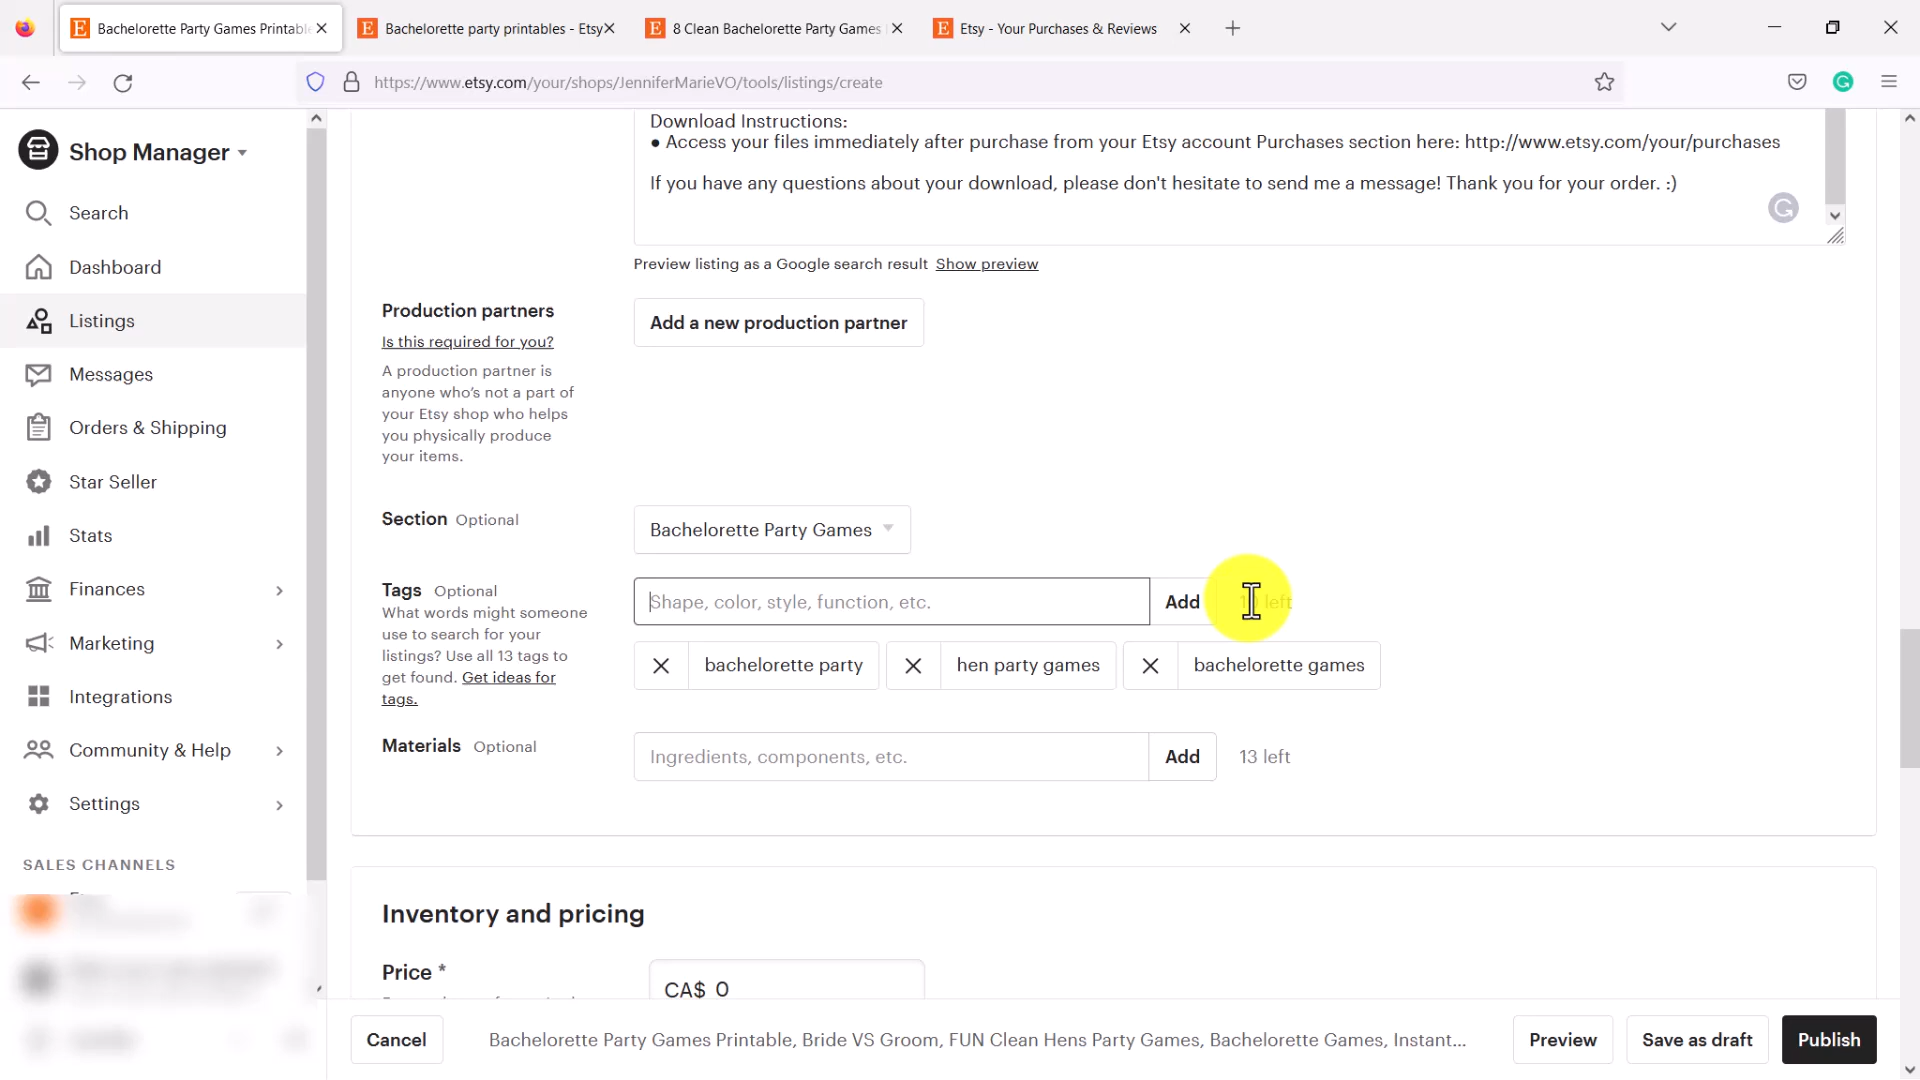 Bachelorette Party Games Printabl
Bachelorette party printables - Etsy
8 Clean Bachelorette Party Games
Etsy - Your Purchases & Reviews
https://www.etsy.com/your/shops/JenniferMarieVO/tools/listings/create
Shop Manager
Search
Dashboard
Listings
Messages
Orders & Shipping
Star Seller
Stats
Finances
Marketing
Integrations
Community & Help
Settings
SALES CHANNELS
Download Instructions:
● Access your files immediately after purchase from your Etsy account Purchases section here: http://www.etsy.com/your/purchases
If you have any questions about your download, please don't hesitate to send me a message! Thank you for your order. :)
Preview listing as a Google search result Show preview
Production partners
Is this required for you?
A production partner is
anyone who's not a part of
your Etsy shop who helps
you physically produce
your items.
Add a new production partner
Section Optional
Bachelorette Party Games
Tags Optional
What words might someone
use to search for your
listings? Use all 13 tags to
get found. Get ideas for
tags.
Shape, color, style, function, etc.
Add
left
bachelorette party
hen party games
bachelorette games
Materials Optional
Ingredients, components, etc.
Add
13 left
Inventory and pricing
Price *
CA$ 0
Cancel
Bachelorette Party Games Printable, Bride VS Groom, FUN Clean Hens Party Games, Bachelorette Games, Instant...
Preview
Save as draft
Publish